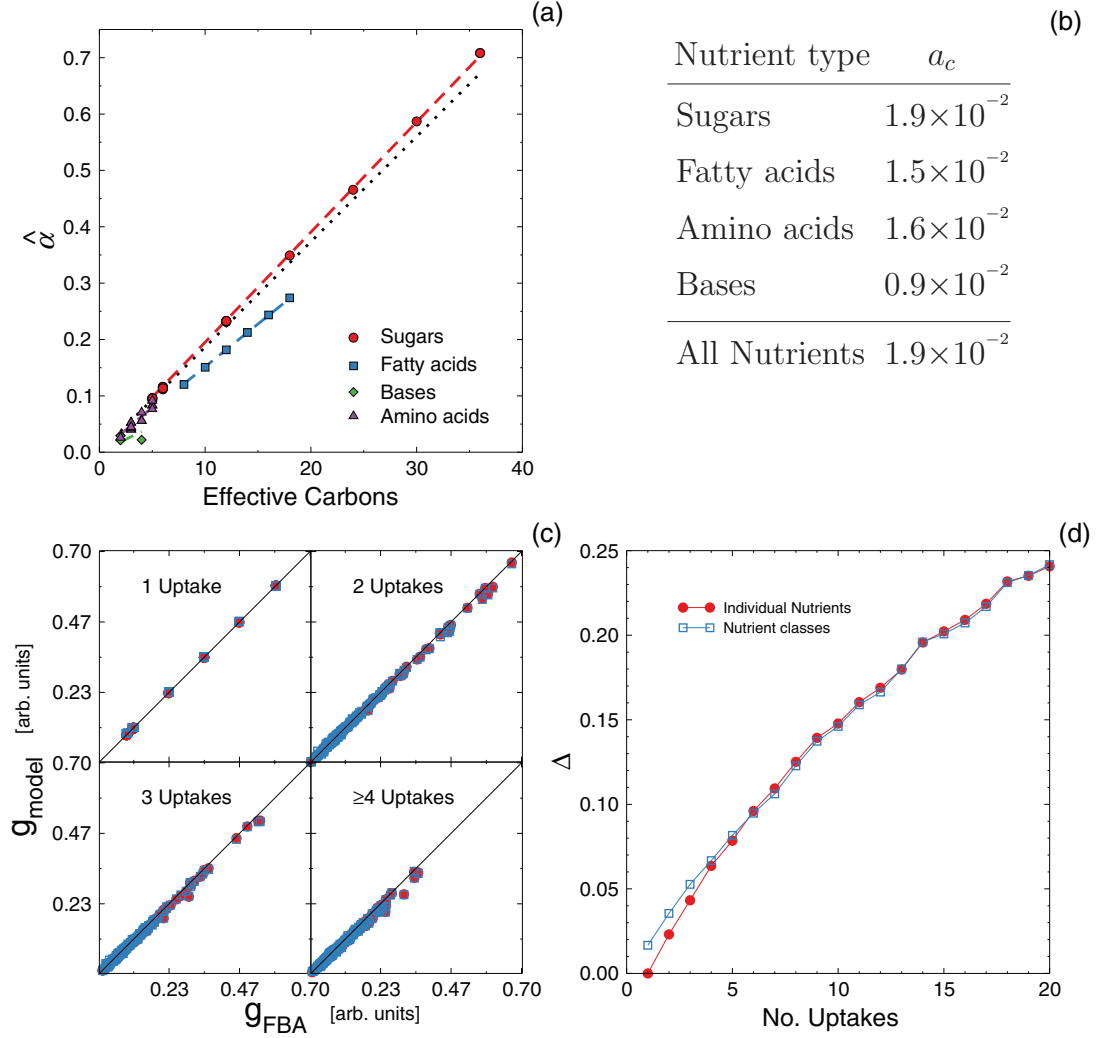 (a)
0.7
0.6
0.5
0.4
0.3
0.2
0.1
0.0
α̂
0 10 20 30 40
Effective Carbons
Sugars
Fatty acids
Bases
Amino acids
(b)
Nutrient type a_c
Sugars 1.9×10⁻²
Fatty acids 1.5×10⁻²
Amino acids 1.6×10⁻²
Bases 0.9×10⁻²
All Nutrients 1.9×10⁻²
(c)
0.70
0.47
0.23
0.70
0.47
0.23
1 Uptake
2 Uptakes
3 Uptakes
≥4 Uptakes
g_model [arb. units]
0.23 0.47 0.70 0.23 0.47 0.70
g_FBA [arb. units]
(d)
0.25
0.20
0.15
0.10
0.05
0.00
Δ
Individual Nutrients
Nutrient classes
0 5 10 15 20
No. Uptakes